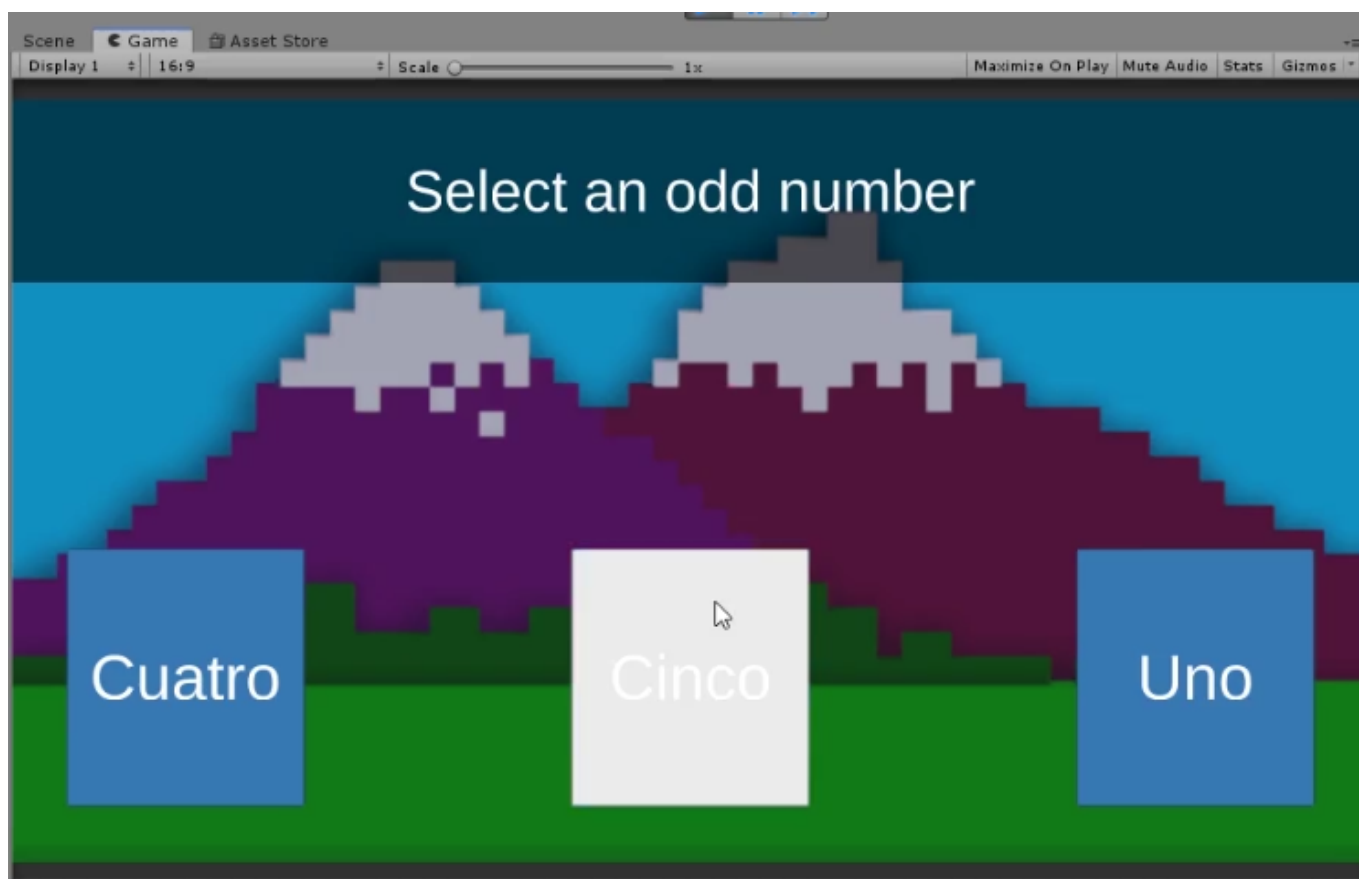 Scene Game Asset Store
Display 1 16:9 Scale 1x Maximize On Play Mute Audio Stats Gizmos
Select an odd number
Cuatro Cinco Uno